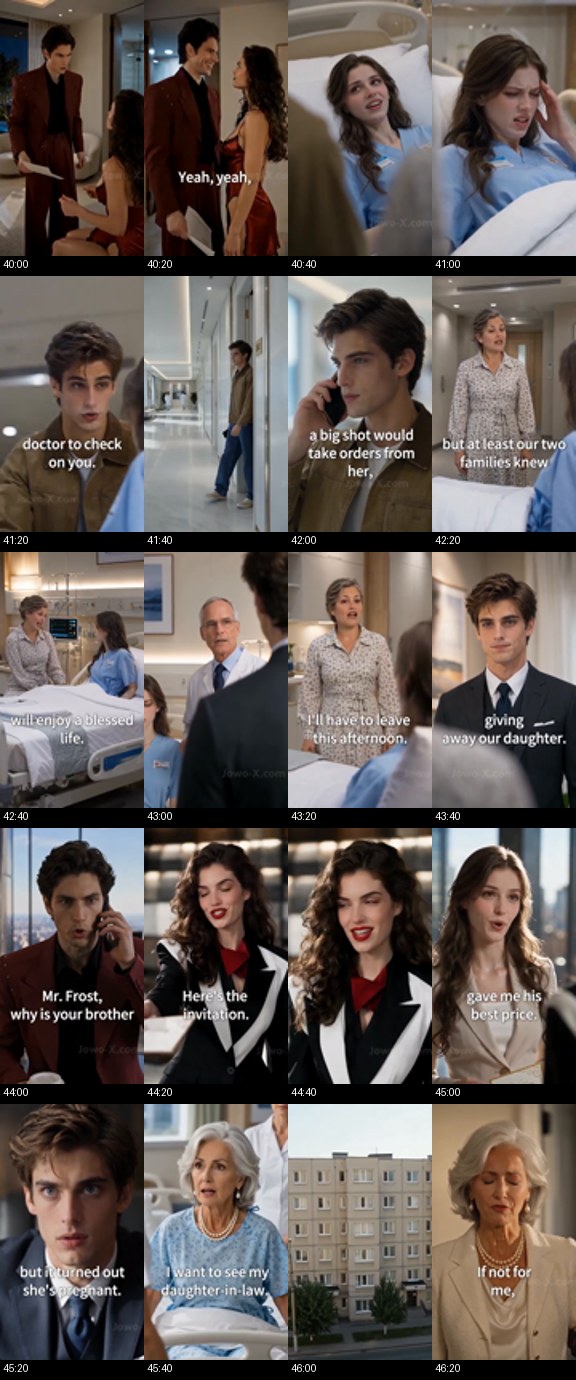 40:00
40:20
40:40
41:00
Yeah, yeah,
41:20
41:40
42:00
42:20
doctor to check
on you.
a big shot would
take orders from
her,
but at least our two
families knew
42:40
43:00
43:20
43:40
will enjoy a blessed
life.
Jowo-X.com
I'll have to leave
this afternoon.
giving
away our daughter.
44:00
44:20
44:40
45:00
Mr. Frost,
why is your brother
Jowo-X.com
Here's the
invitation.
gave me his
best price.
45:20
45:40
46:00
46:20
but it turned out
she's pregnant.
I want to see my
daughter-in-law,
If not for
me,